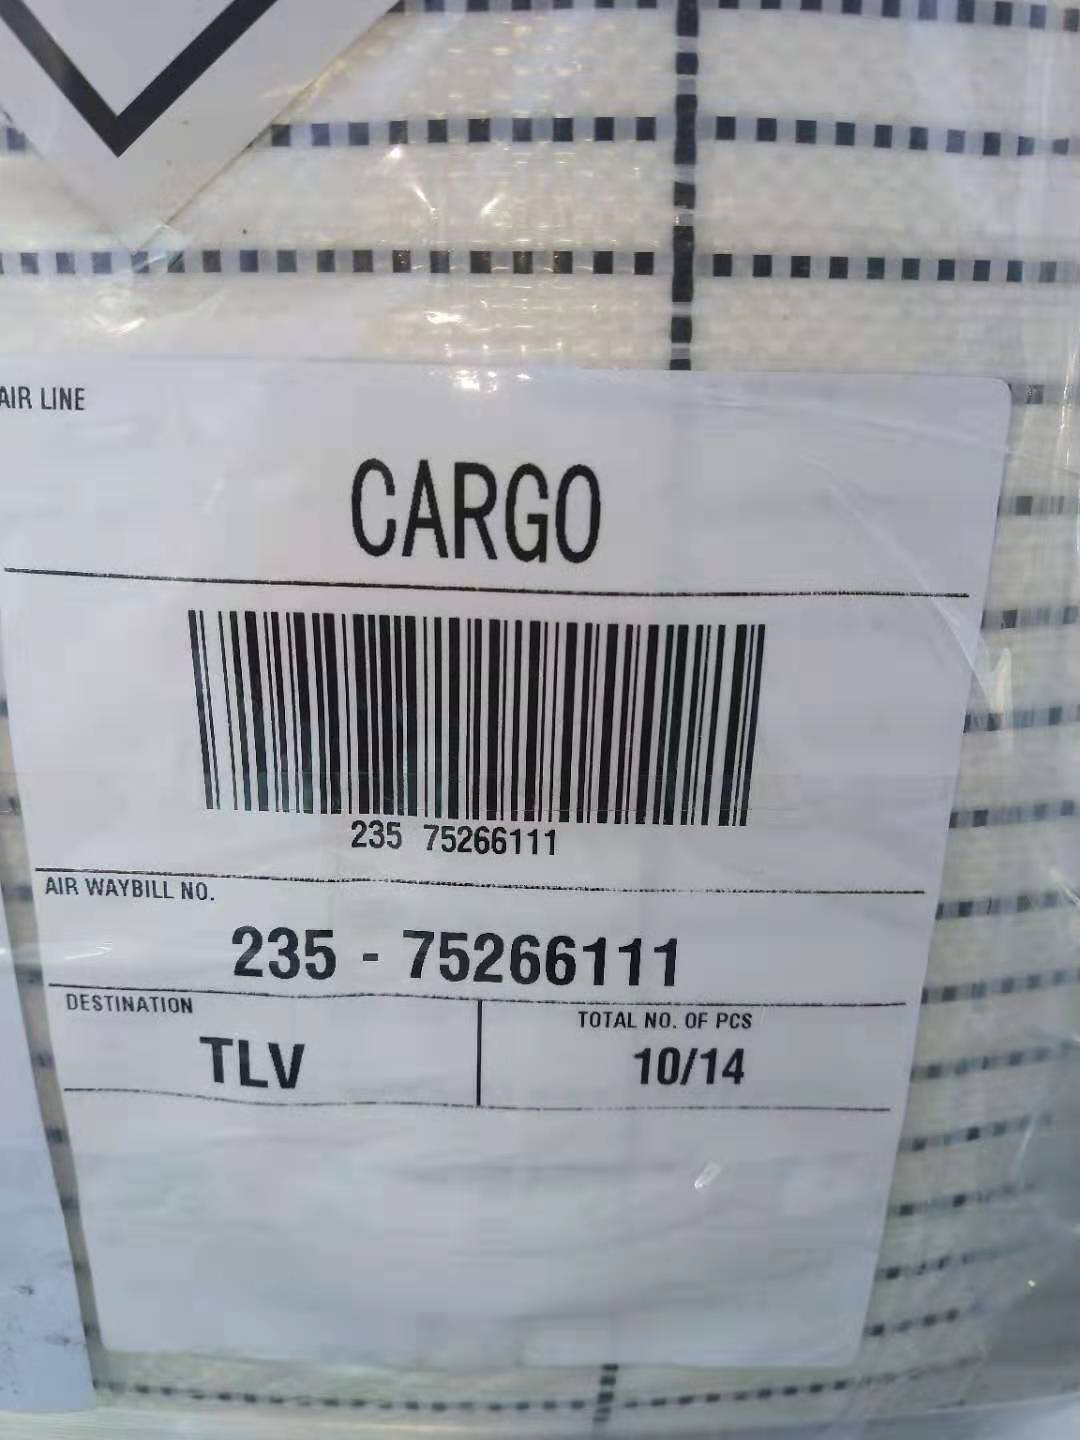 AIR LINE
CARGO
235 75266111
AIR WAYBILL NO.
235 - 75266111
DESTINATION
TOTAL NO. OF PCS
TLV
10/14